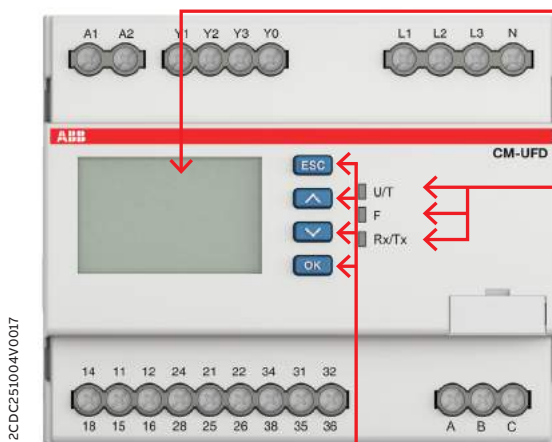 A1 A2 Y1 Y2 Y3 Y0 L1 L2 L3 N
ABB
CM-UFD
ESC
U/T
F
Rx/Tx
OK
14 11 12 24 21 22 34 31 32
18 15 16 28 25 26 38 35 36
A B C
2CDC251004V0017